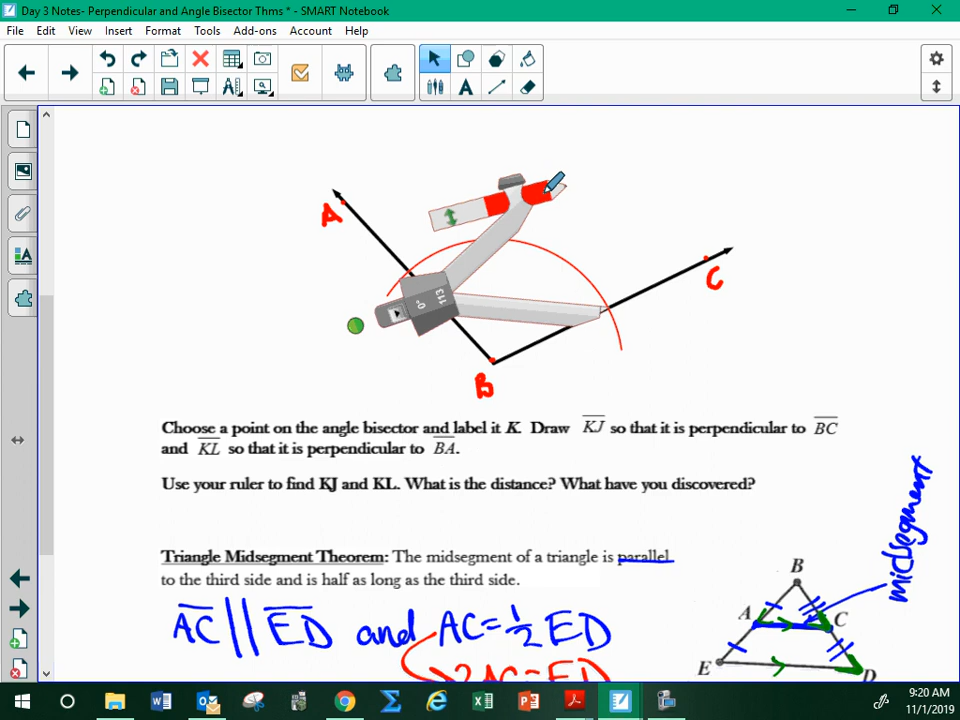 Day 3 Notes- Perpendicular and Angle Bisector Thms * - SMART Notebook
File Edit View Insert Format Tools Add-ons Account Help
A
C
0° 113
B
Choose a point on the angle bisector and label it K. Draw KJ so that it is perpendicular to BC
and KL so that it is perpendicular to BA.
Use your ruler to find KJ and KL. What is the distance? What have you discovered?
Triangle Midsegment Theorem: The midsegment of a triangle is parallel
to the third side and is half as long as the third side.
AC || ED and AC = 1/2 ED
2AC = ED
midsegment
B
A
C
E
D
9:20 AM
11/1/2019